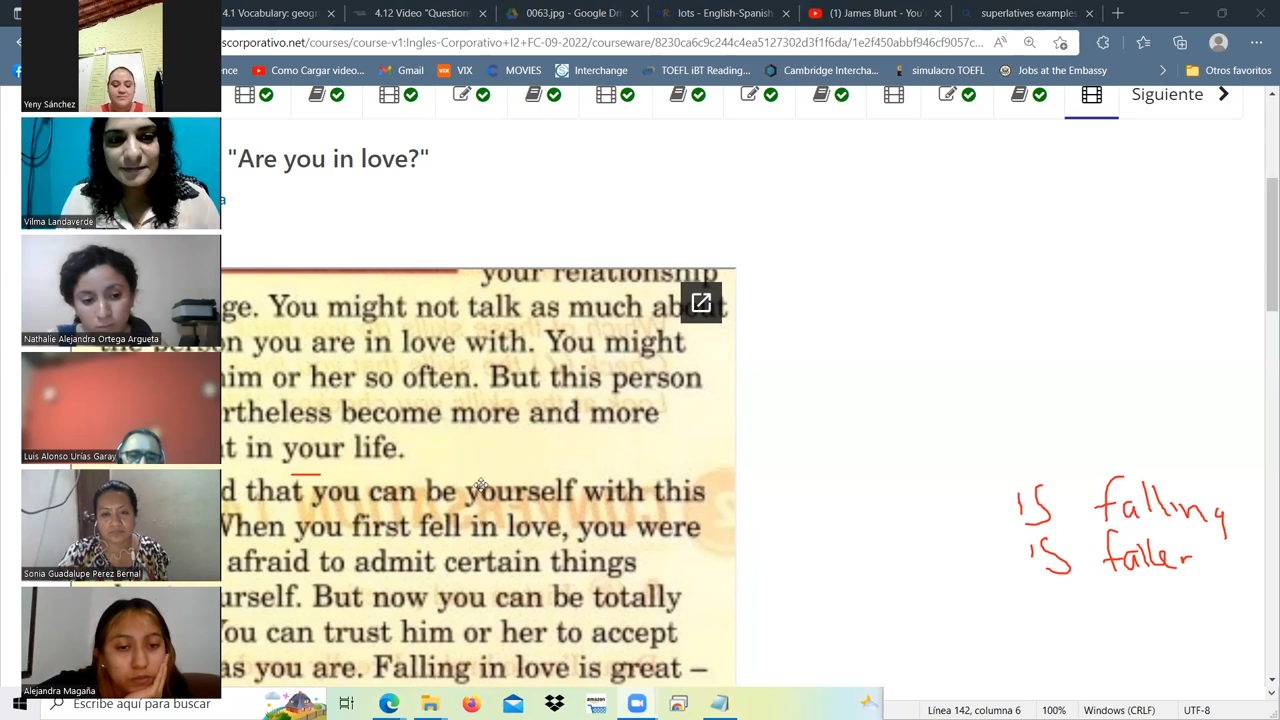 4.1 Vocabulary: geogr
4.12 Video "Questions
0063.jpg - Google Dri
lots - English-Spanish
(1) James Blunt - You'
superlatives examples
scorporativo.net/courses/course-v1:Ingles-Corporativo+I2+FC-09-2022/courseware/8230ca6c9c244c4ea5127302d3f1f6da/1e2f450abbf946cf9057c...
ence
Como Cargar video...
Gmail
VIX
MOVIES
Interchange
TOEFL iBT Reading...
Cambridge Intercha...
simulacro TOEFL
Jobs at the Embassy
Otros favoritos
Siguiente
"Are you in love?"
a
your relationship
ge. You might not talk as much about
the person you are in love with. You might
im or her so often. But this person
rtheless become more and more
t in your life.
d that you can be yourself with this
When you first fell in love, you were
afraid to admit certain things
urself. But now you can be totally
You can trust him or her to accept
as you are. Falling in love is great –
is falling
is faller
Yeny Sánchez
Vilma Landaverde
Nathalie Alejandra Ortega Argueta
Luis Alonso Urías Garay
Sonia Guadalupe Perez Bernal
Alejandra Magaña
Escribe aquí para buscar
Línea 142, columna 6
100%
Windows (CRLF)
UTF-8